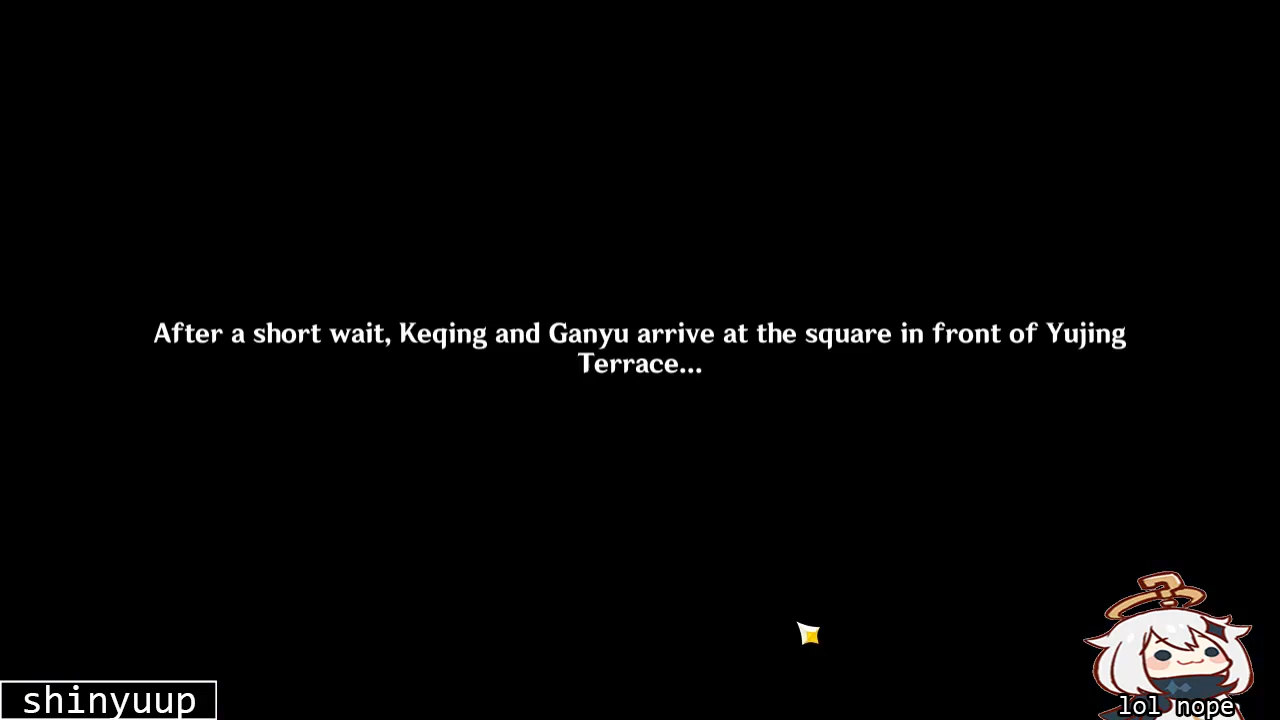 After a short wait, Keqing and Ganyu arrive at the square in front of Yujing
Terrace...
shinyuup
lol nope